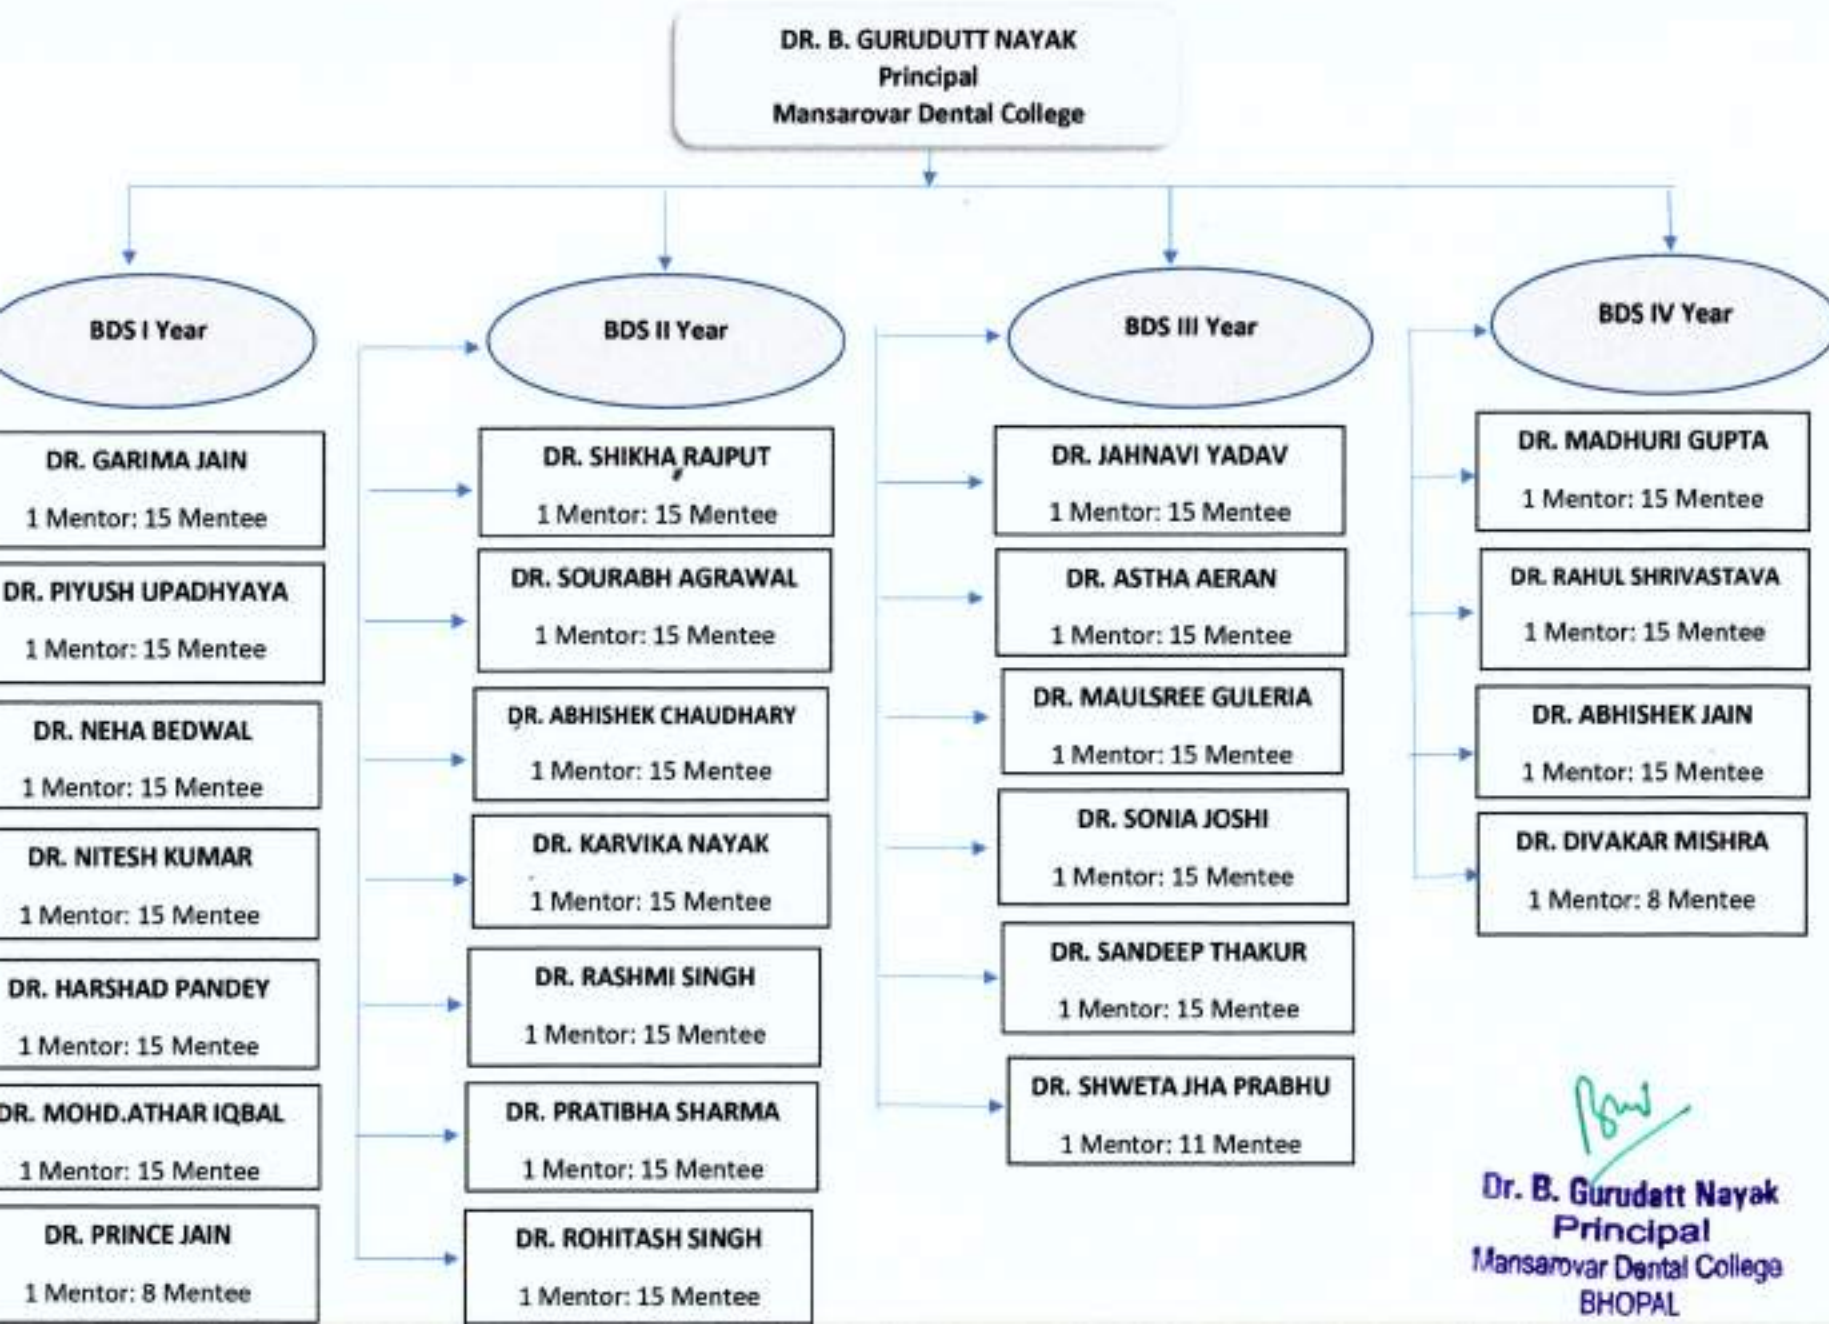 DR. B. GURUDUTT NAYAK
Principal
Mansarovar Dental College
BDS I Year
DR. GARIMA JAIN
1 Mentor: 15 Mentee
DR. PIYUSH UPADHYAYA
1 Mentor: 15 Mentee
DR. NEHA BEDWAL
1 Mentor: 15 Mentee
DR. NITESH KUMAR
1 Mentor: 15 Mentee
DR. HARSHAD PANDEY
1 Mentor: 15 Mentee
DR. MOHD.ATHAR IQBAL
1 Mentor: 15 Mentee
DR. PRINCE JAIN
1 Mentor: 8 Mentee
BDS II Year
DR. SHIKHA RAJPUT
1 Mentor: 15 Mentee
DR. SOURABH AGRAWAL
1 Mentor: 15 Mentee
DR. ABHISHEK CHAUDHARY
1 Mentor: 15 Mentee
DR. KARVIKA NAYAK
1 Mentor: 15 Mentee
DR. RASHMI SINGH
1 Mentor: 15 Mentee
DR. PRATIBHA SHARMA
1 Mentor: 15 Mentee
DR. ROHITASH SINGH
1 Mentor: 15 Mentee
BDS III Year
DR. JAHNAVI YADAV
1 Mentor: 15 Mentee
DR. ASTHA AERAN
1 Mentor: 15 Mentee
DR. MAULSREE GULERIA
1 Mentor: 15 Mentee
DR. SONIA JOSHI
1 Mentor: 15 Mentee
DR. SANDEEP THAKUR
1 Mentor: 15 Mentee
DR. SHWETA JHA PRABHU
1 Mentor: 11 Mentee
BDS IV Year
DR. MADHURI GUPTA
1 Mentor: 15 Mentee
DR. RAHUL SHRIVASTAVA
1 Mentor: 15 Mentee
DR. ABHISHEK JAIN
1 Mentor: 15 Mentee
DR. DIVAKAR MISHRA
1 Mentor: 8 Mentee
Dr. B. Gurudatt Nayak
Principal
Mansarovar Dental College
BHOPAL